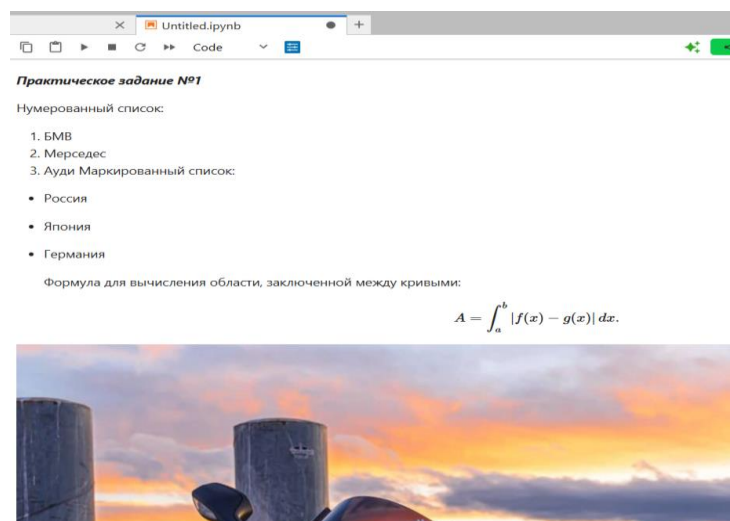 Untitled.ipynb
Code
Практическое задание №1
Нумерованный список:
1. БМВ
2. Мерседес
3. Ауди Маркированный список:
• Россия
• Япония
• Германия
Формула для вычисления области, заключенной между кривыми:
A = ∫_a^b |f(x) − g(x)| dx.